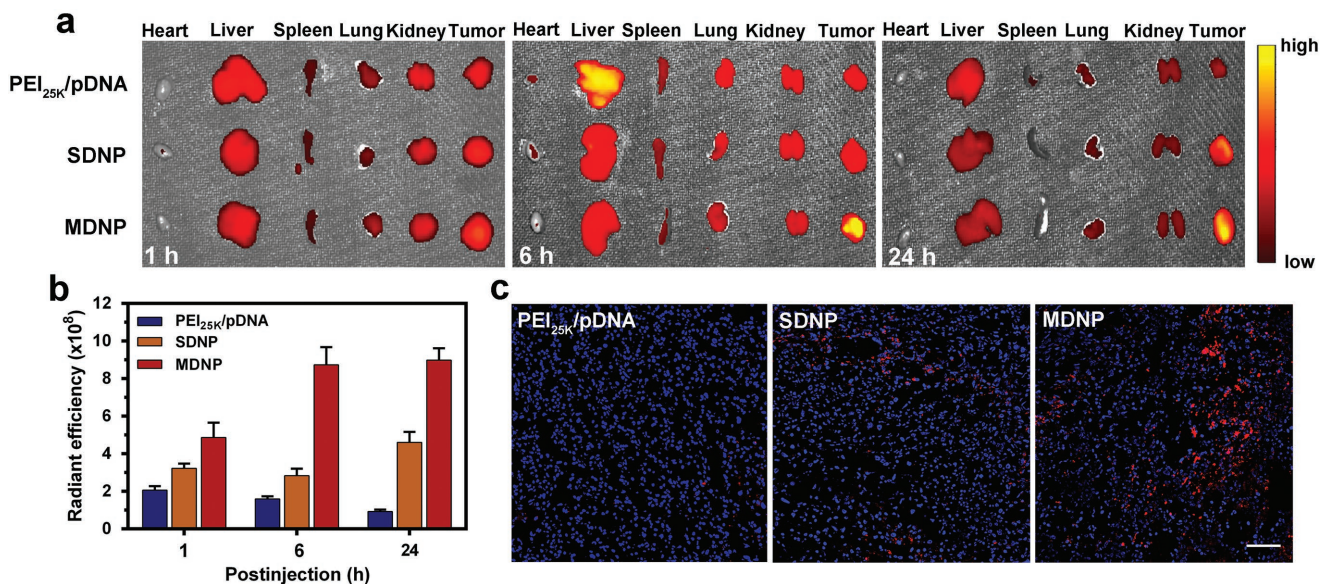 a
Heart Liver Spleen Lung Kidney Tumor
Heart Liver Spleen Lung Kidney Tumor
Heart Liver Spleen Lung Kidney Tumor
high
PEI25K/pDNA
SDNP
MDNP
1 h
6 h
24 h
low
b
12
10
8
6
4
2
0
Radiant efficiency (x10⁸)
PEI25K/pDNA
SDNP
MDNP
1 6 24
Postinjection (h)
c
PEI25K/pDNA
SDNP
MDNP